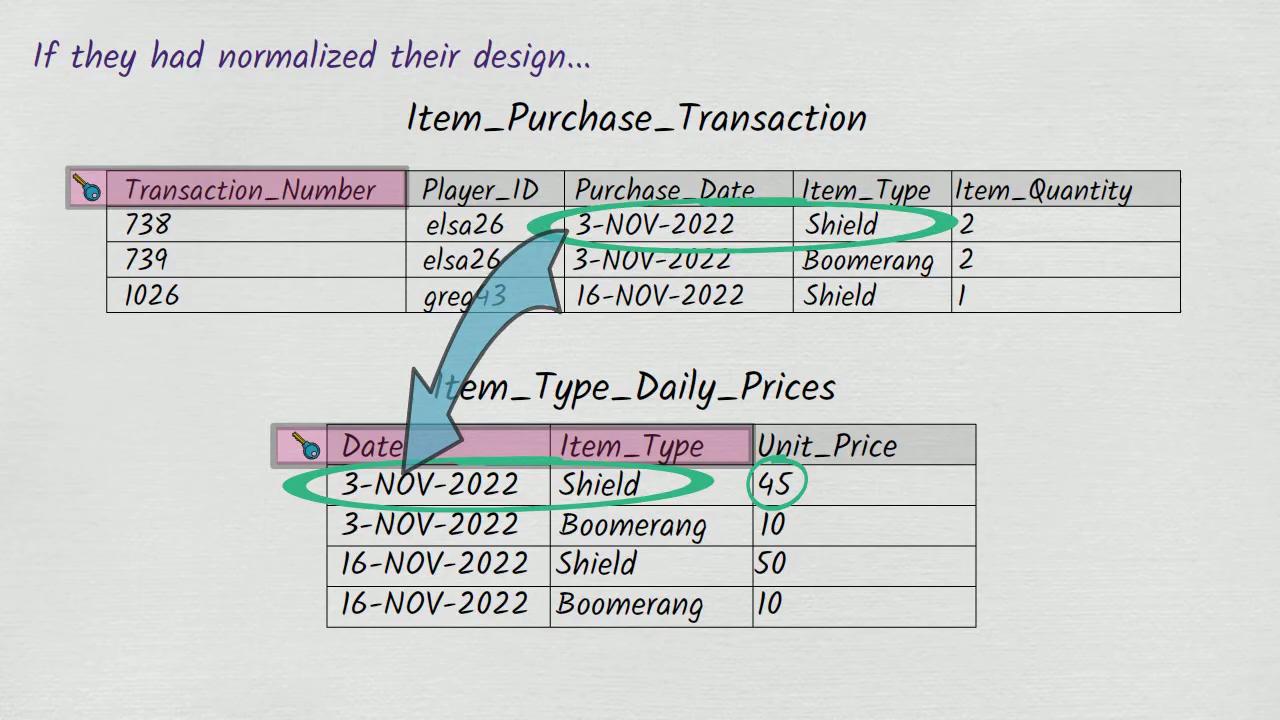 If they had normalized their design...
Item_Purchase_Transaction
Transaction_Number Player_ID Purchase_Date Item_Type Item_Quantity
738 elsa26 3-NOV-2022 Shield 2
739 elsa26 3-NOV-2022 Boomerang 2
1026 greg43 16-NOV-2022 Shield 1
Item_Type_Daily_Prices
Date Item_Type Unit_Price
3-NOV-2022 Shield 45
3-NOV-2022 Boomerang 10
16-NOV-2022 Shield 50
16-NOV-2022 Boomerang 10